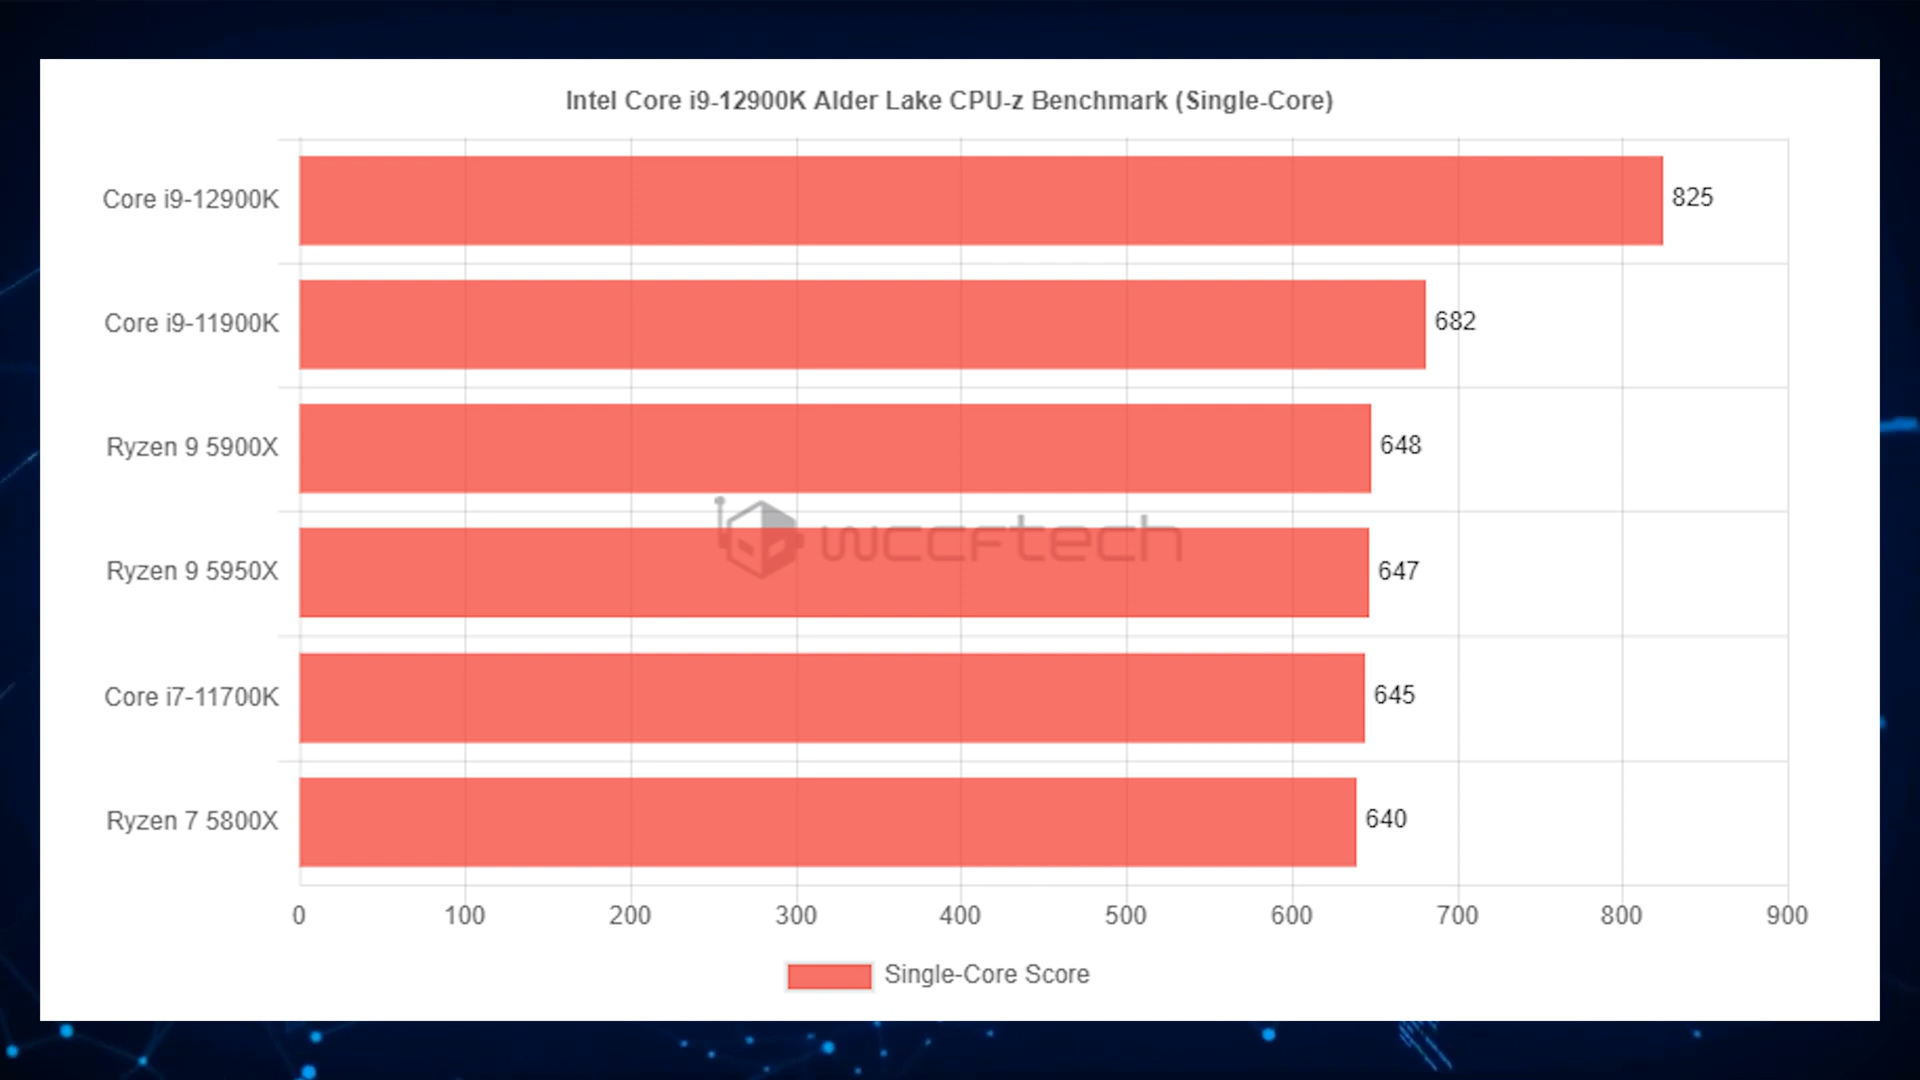 Intel Core i9-12900K Alder Lake CPU-z Benchmark (Single-Core)
Core i9-12900K 825
Core i9-11900K 682
Ryzen 9 5900X 648
wccftech
Ryzen 9 5950X 647
Core i7-11700K 645
Ryzen 7 5800X 640
0 100 200 300 400 500 600 700 800 900
Single-Core Score